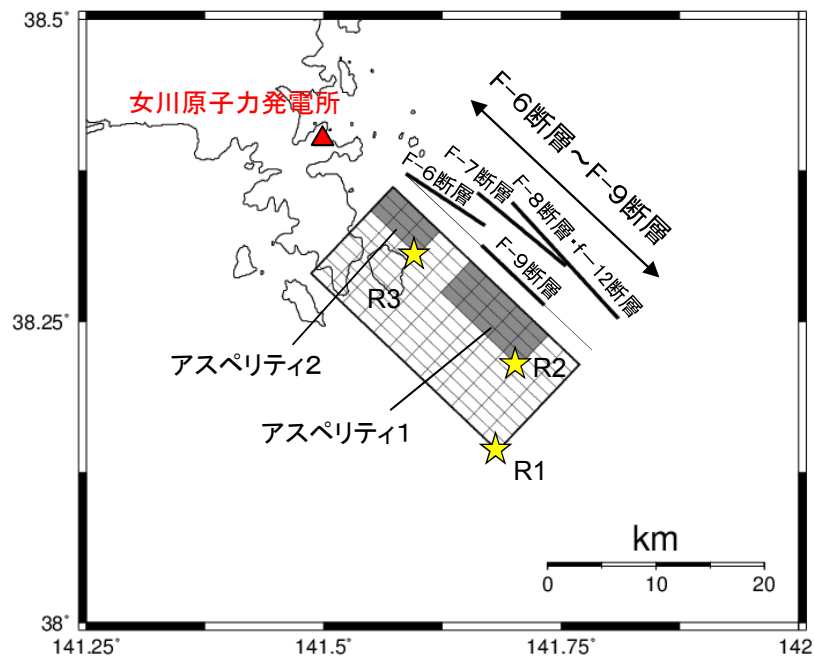 38.5°
女川原子力発電所
F-6断層～F-9断層
F-6断層
F-7断層
F-8断層・f-12断層
F-9断層
R3
38.25°
アスペリティ2
R2
アスペリティ1
R1
km
0 10 20
38°
141.25° 141.5° 141.75° 142